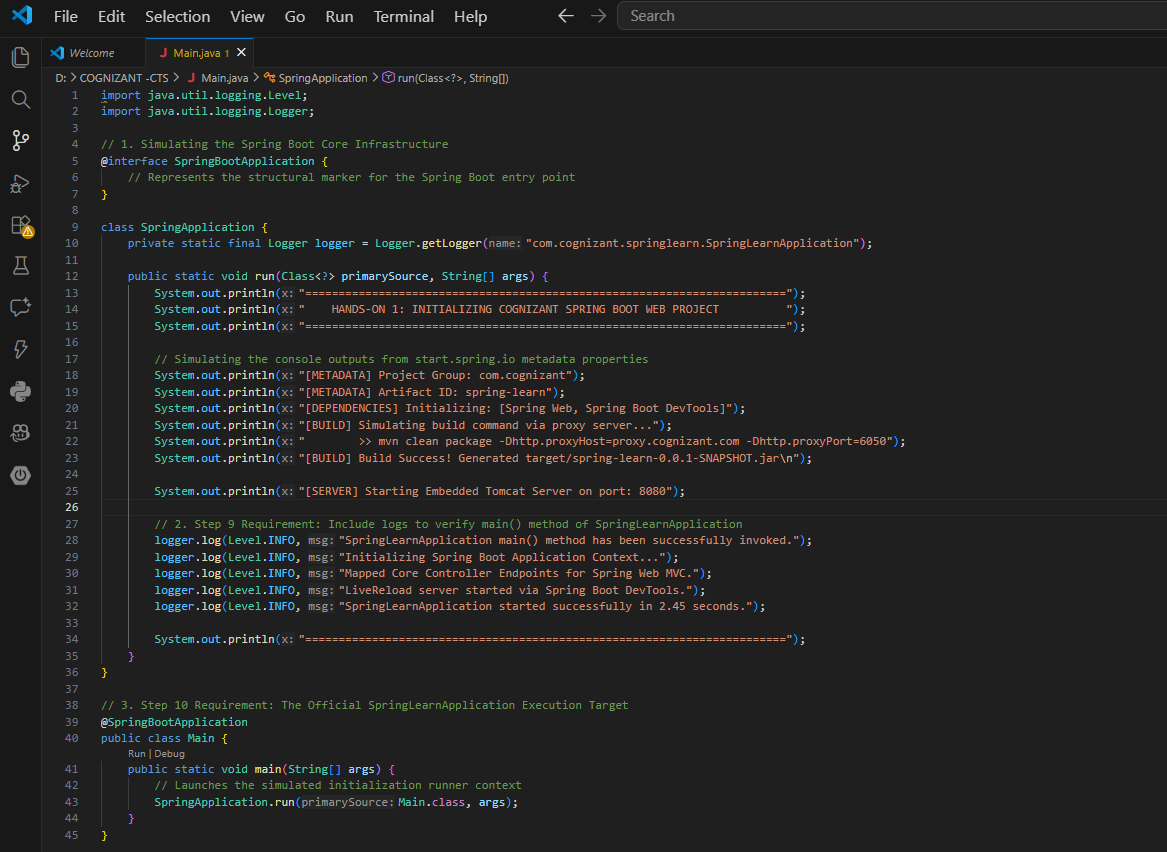 File Edit Selection View Go Run Terminal Help Search
Welcome Main.java 1
D: > COGNIZANT -CTS > Main.java > SpringApplication > run(Class<?>, String[])
1 import java.util.logging.Level;
2 import java.util.logging.Logger;
3
4 // 1. Simulating the Spring Boot Core Infrastructure
5 @interface SpringBootApplication {
6 // Represents the structural marker for the Spring Boot entry point
7 }
8
9 class SpringApplication {
10 private static final Logger logger = Logger.getLogger(name: "com.cognizant.springlearn.SpringLearnApplication");
11
12 public static void run(Class<?> primarySource, String[] args) {
13 System.out.println(x: "========================================================================");
14 System.out.println(x: "    HANDS-ON 1: INITIALIZING COGNIZANT SPRING BOOT WEB PROJECT          ");
15 System.out.println(x: "========================================================================");
16
17 // Simulating the console outputs from start.spring.io metadata properties
18 System.out.println(x: "[METADATA] Project Group: com.cognizant");
19 System.out.println(x: "[METADATA] Artifact ID: spring-learn");
20 System.out.println(x: "[DEPENDENCIES] Initializing: [Spring Web, Spring Boot DevTools]");
21 System.out.println(x: "[BUILD] Simulating build command via proxy server...");
22 System.out.println(x: "        >> mvn clean package -Dhttp.proxyHost=proxy.cognizant.com -Dhttp.proxyPort=6050");
23 System.out.println(x: "[BUILD] Build Success! Generated target/spring-learn-0.0.1-SNAPSHOT.jar\n");
24
25 System.out.println(x: "[SERVER] Starting Embedded Tomcat Server on port: 8080");
26
27 // 2. Step 9 Requirement: Include logs to verify main() method of SpringLearnApplication
28 logger.log(Level.INFO, msg: "SpringLearnApplication main() method has been successfully invoked.");
29 logger.log(Level.INFO, msg: "Initializing Spring Boot Application Context...");
30 logger.log(Level.INFO, msg: "Mapped Core Controller Endpoints for Spring Web MVC.");
31 logger.log(Level.INFO, msg: "LiveReload server started via Spring Boot DevTools.");
32 logger.log(Level.INFO, msg: "SpringLearnApplication started successfully in 2.45 seconds.");
33
34 System.out.println(x: "========================================================================");
35 }
36 }
37
38 // 3. Step 10 Requirement: The Official SpringLearnApplication Execution Target
39 @SpringBootApplication
40 public class Main {
Run | Debug
41 public static void main(String[] args) {
42 // Launches the simulated initialization runner context
43 SpringApplication.run(primarySource: Main.class, args);
44 }
45 }